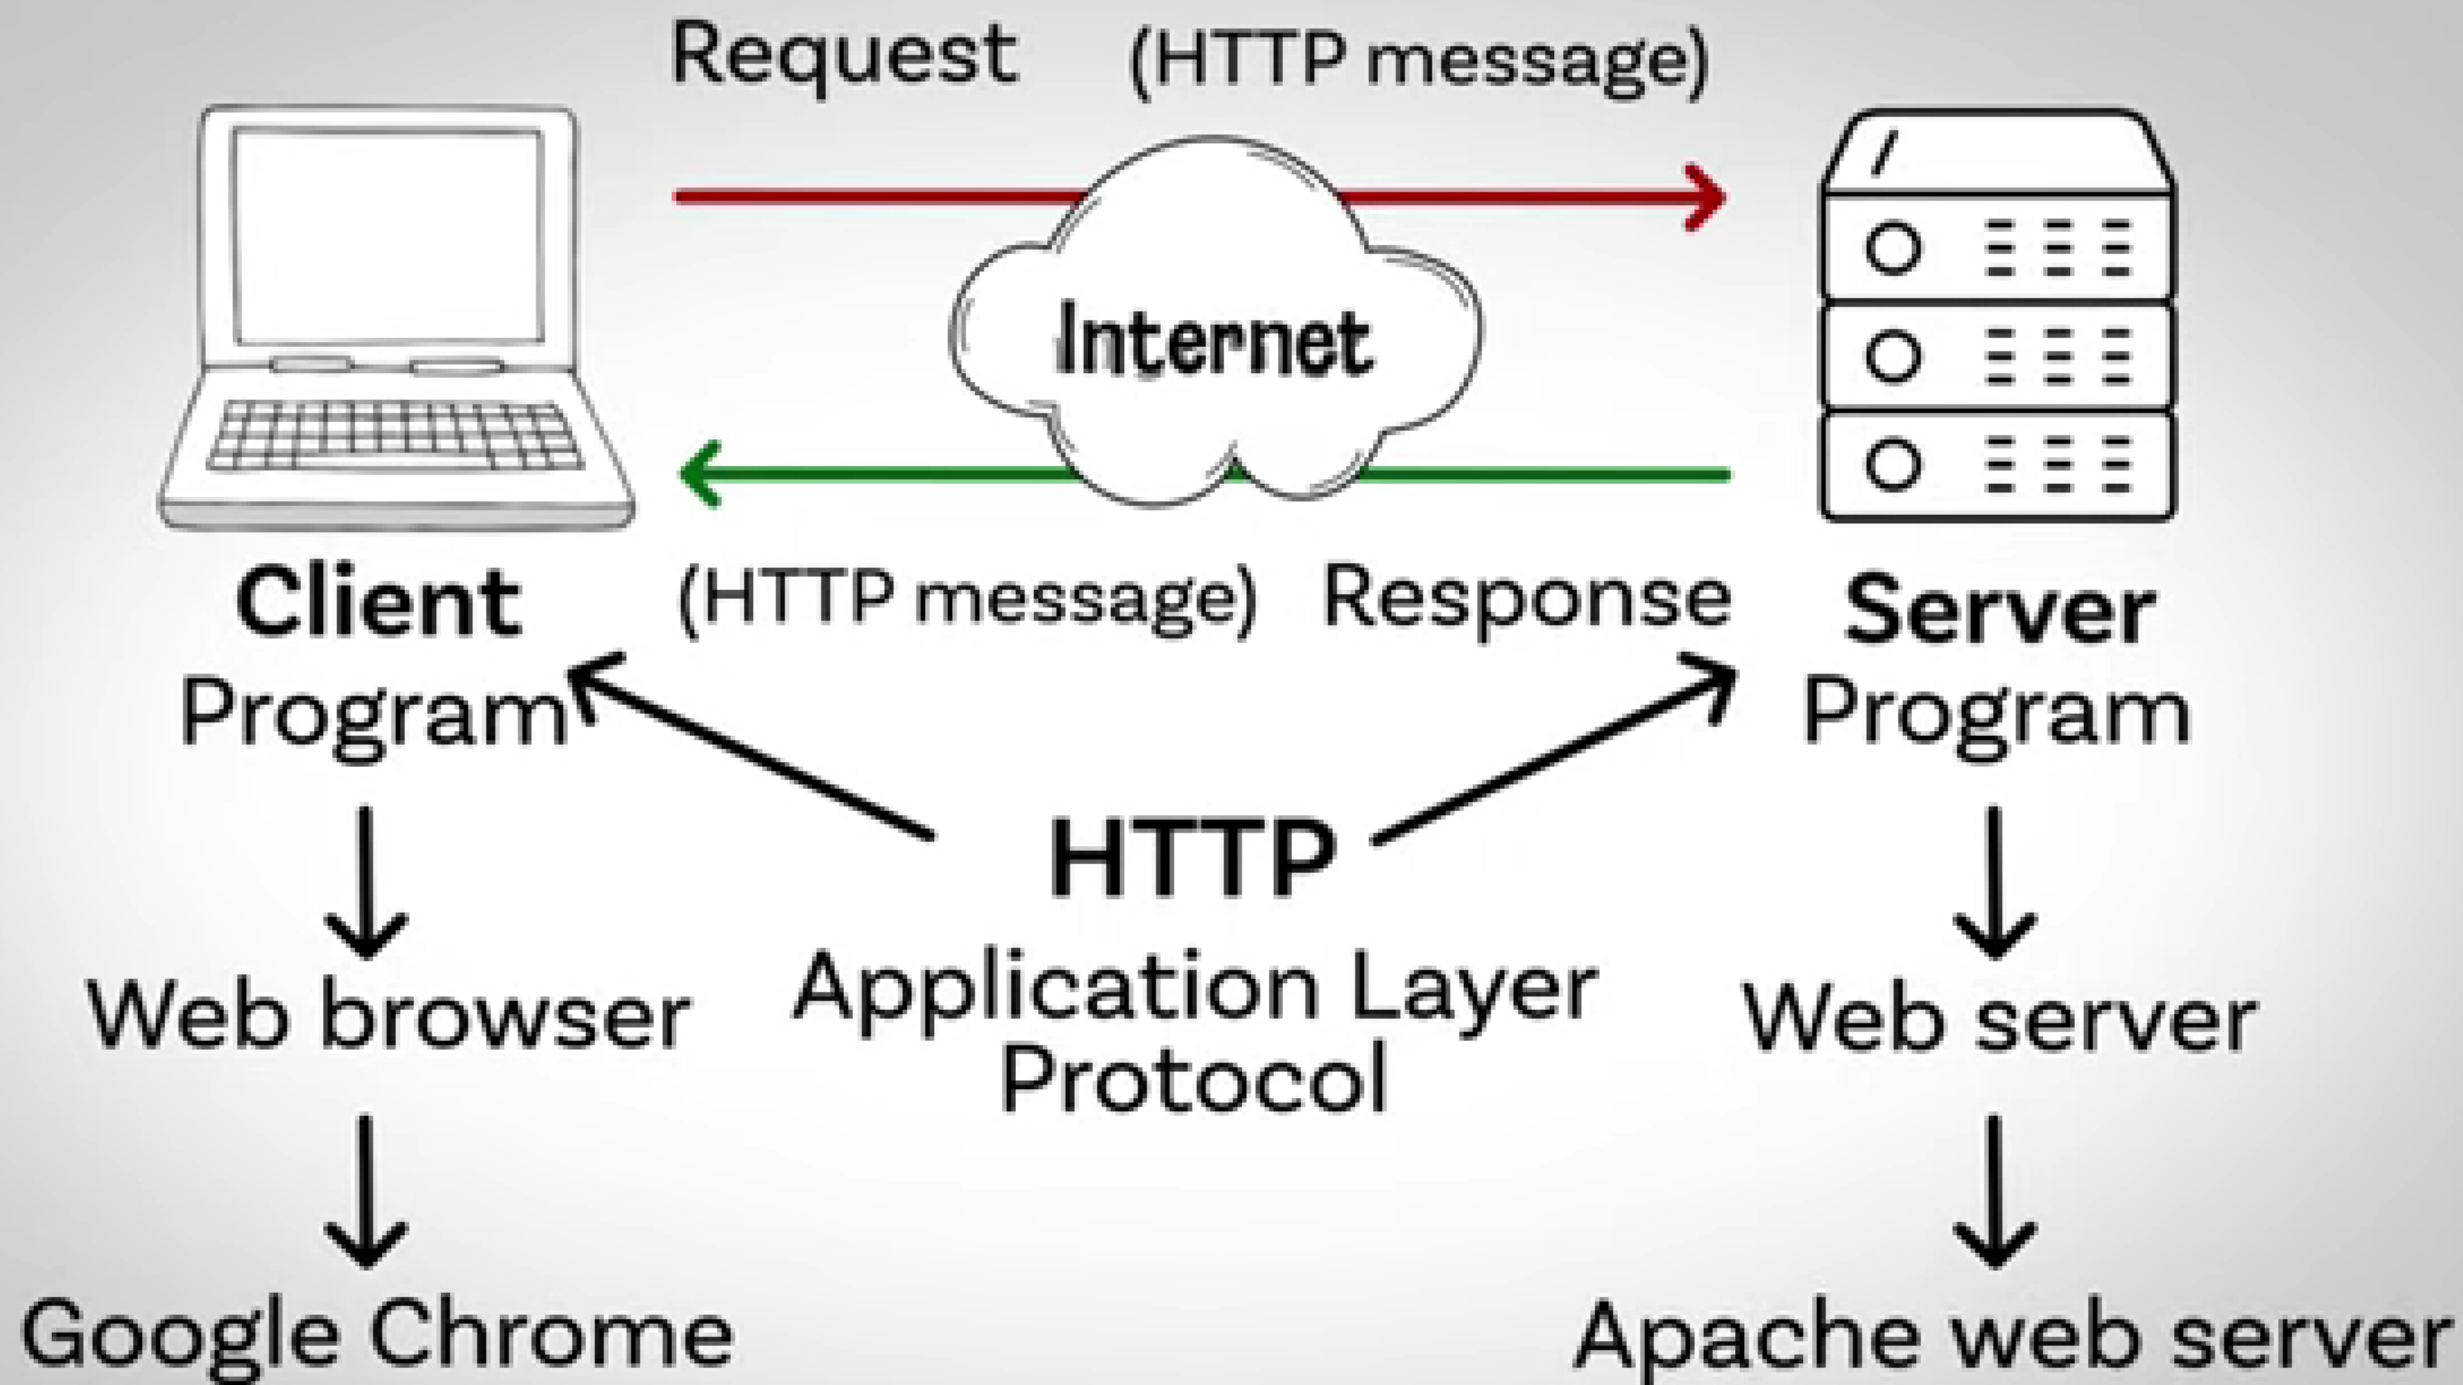 Request (HTTP message)
Internet
(HTTP message) Response
Client
Program
Server
Program
HTTP
Application Layer
Protocol
Web browser
Web server
Google Chrome
Apache web server